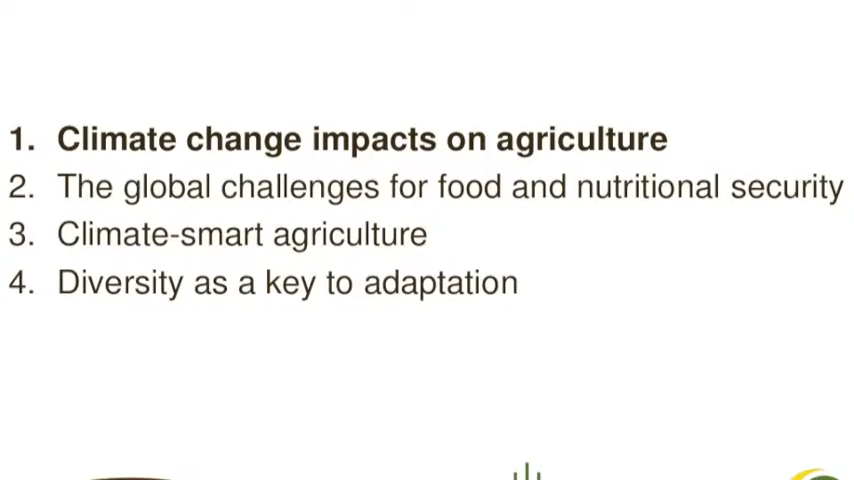 1. Climate change impacts on agriculture
2. The global challenges for food and nutritional security
3. Climate-smart agriculture
4. Diversity as a key to adaptation